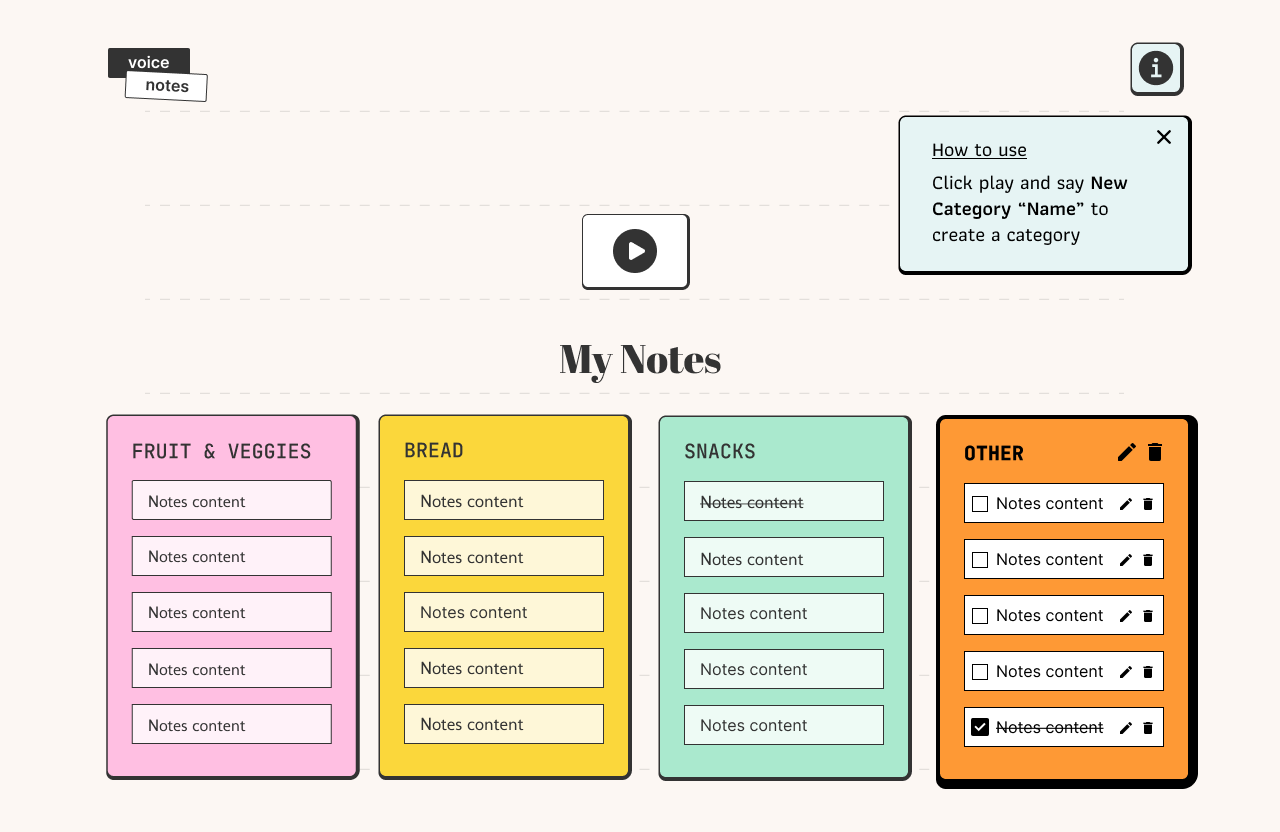 voice
notes
How to use
Click play and say New
Category “Name” to
create a category
My Notes
FRUIT & VEGGIES
Notes content
Notes content
Notes content
Notes content
Notes content
BREAD
Notes content
Notes content
Notes content
Notes content
Notes content
SNACKS
Notes content
Notes content
Notes content
Notes content
Notes content
OTHER
Notes content
Notes content
Notes content
Notes content
Notes content